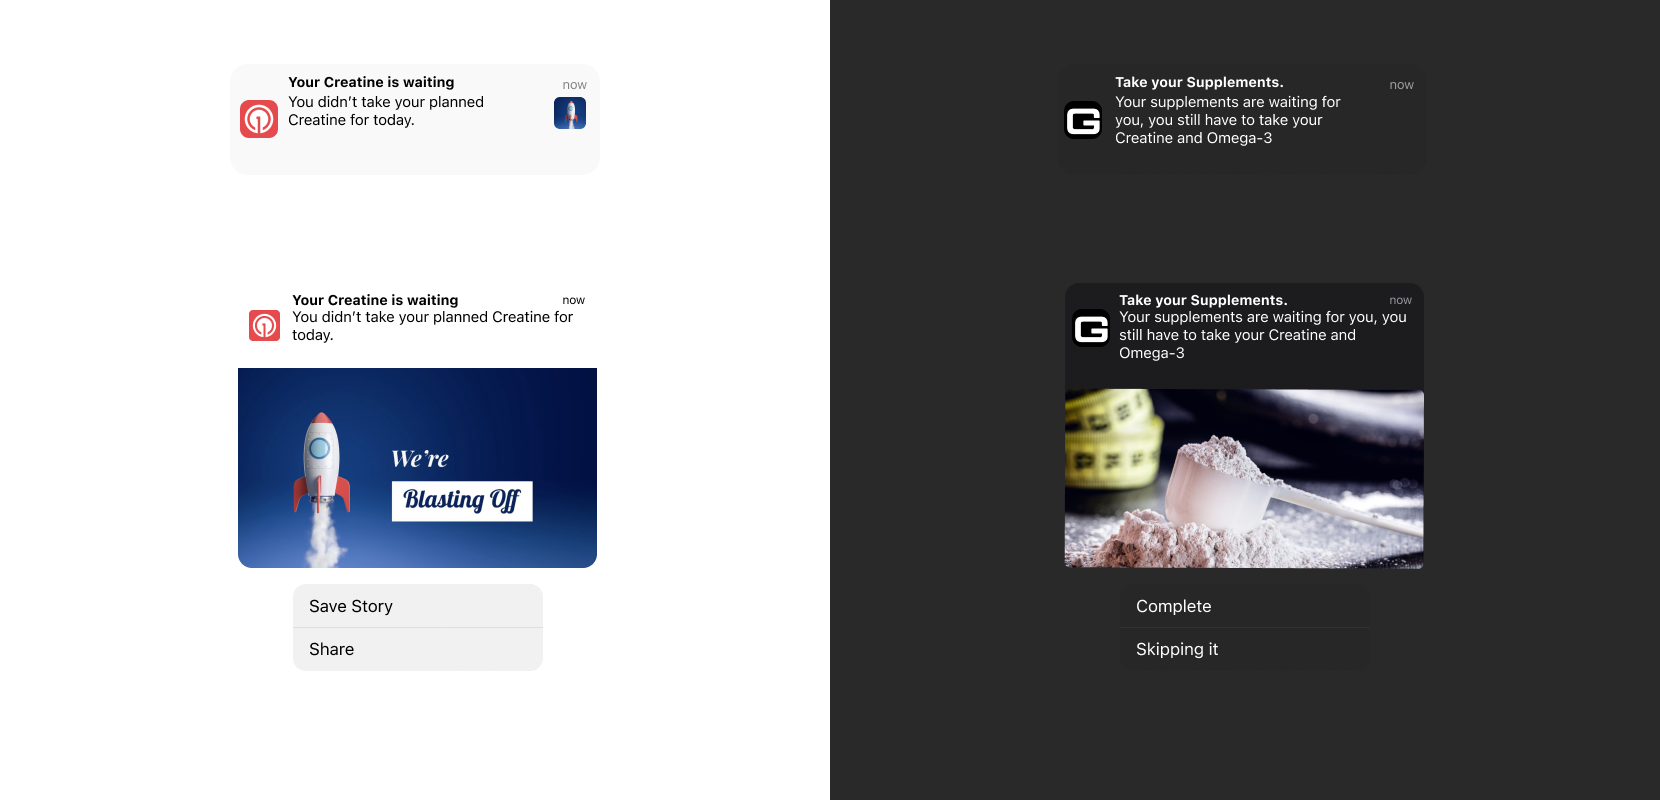 Your Creatine is waiting
now
You didn’t take your planned
Creatine for today.
Your Creatine is waiting
now
You didn’t take your planned Creatine for
today.
We’re
Blasting Off
Save Story
Share
Take your Supplements.
now
Your supplements are waiting for
you, you still have to take your
Creatine and Omega-3
G
Take your Supplements.
now
Your supplements are waiting for you, you
still have to take your Creatine and
Omega-3
G
Complete
Skipping it